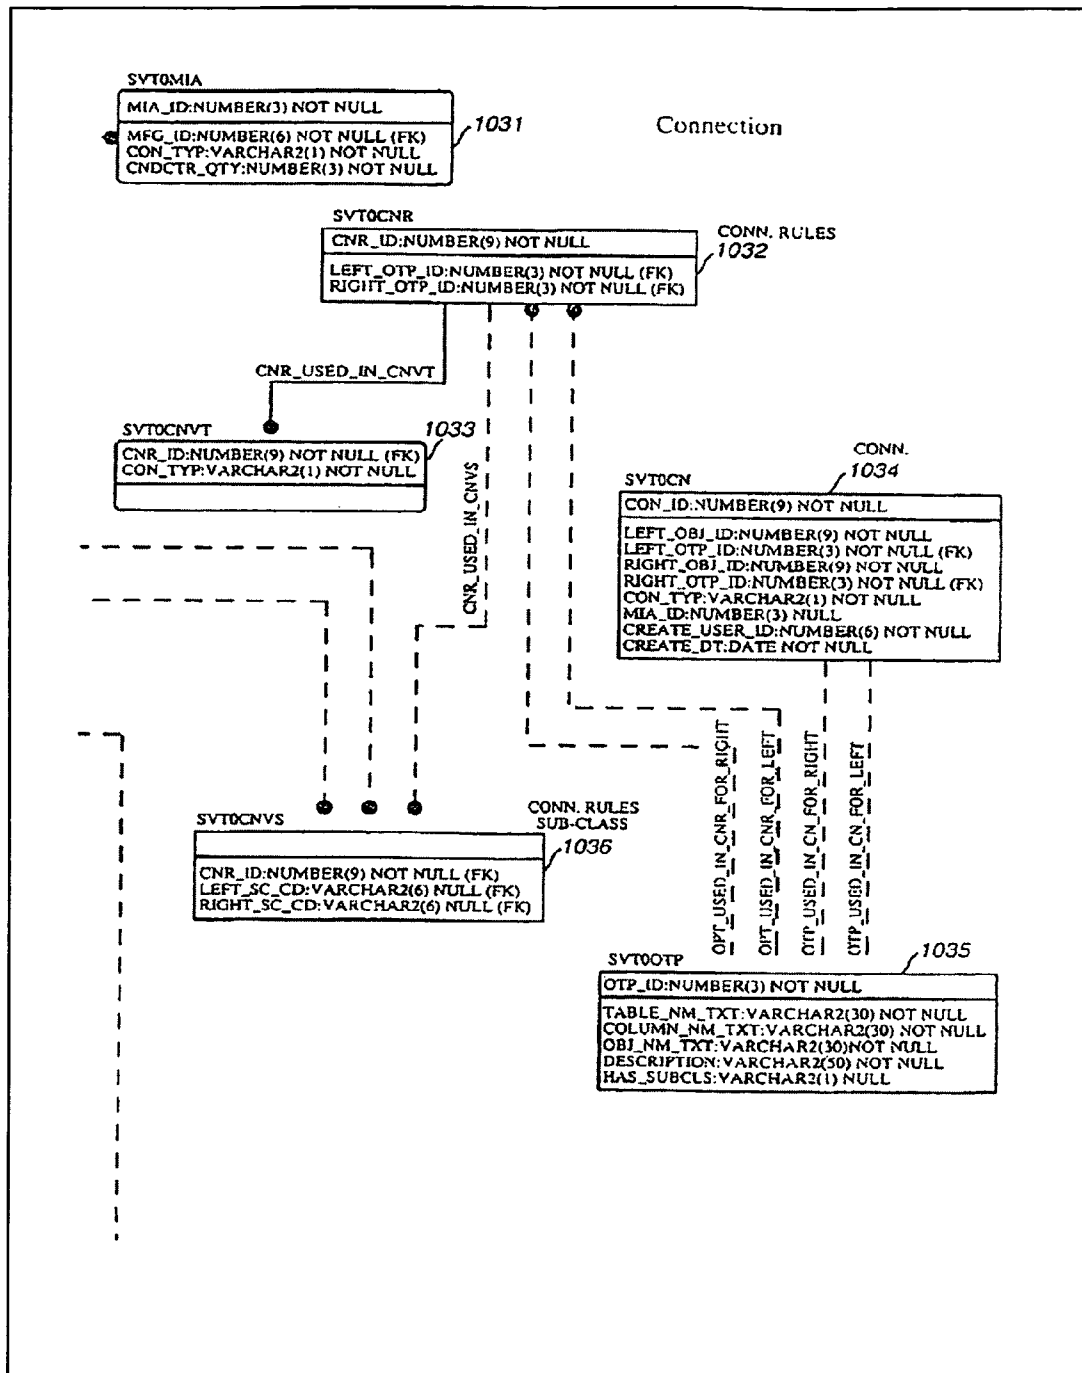 SVT0MIA
MIA_ID:NUMBER(3) NOT NULL
MFG_ID:NUMBER(6) NOT NULL (FK)
CON_TYP:VARCHAR2(1) NOT NULL
CNDCTR_QTY:NUMBER(3) NOT NULL
1031
Connection
SVT0CNR
CNR_ID:NUMBER(9) NOT NULL
LEFT_OTP_ID:NUMBER(3) NOT NULL (FK)
RIGHT_OTP_ID:NUMBER(3) NOT NULL (FK)
CONN. RULES
1032
CNR_USED_IN_CNVT
SVT0CNVT
1033
CNR_ID:NUMBER(9) NOT NULL (FK)
CON_TYP:VARCHAR2(1) NOT NULL
CNR_USED_IN_CNVS
CONN.
1034
SVT0CN
CON_ID:NUMBER(9) NOT NULL
LEFT_OBJ_ID:NUMBER(9) NOT NULL
LEFT_OTP_ID:NUMBER(3) NOT NULL (FK)
RIGHT_OBJ_ID:NUMBER(9) NOT NULL
RIGHT_OTP_ID:NUMBER(3) NOT NULL (FK)
CON_TYP:VARCHAR2(1) NOT NULL
MIA_ID:NUMBER(3) NULL
CREATE_USER_ID:NUMBER(6) NOT NULL
CREATE_DT:DATE NOT NULL
OPT_USED_IN_CNR_FOR_RIGHT
OPT_USED_IN_CNR_FOR_LEFT
OTP_USED_IN_CN_FOR_RIGHT
OTP_USED_IN_CN_FOR_LEFT
SVT0CNVS
CONN. RULES
SUB-CLASS
1036
CNR_ID:NUMBER(9) NOT NULL (FK)
LEFT_SC_CD:VARCHAR2(6) NULL (FK)
RIGHT_SC_CD:VARCHAR2(6) NULL (FK)
SVT0OTP
1035
OTP_ID:NUMBER(3) NOT NULL
TABLE_NM_TXT:VARCHAR2(30) NOT NULL
COLUMN_NM_TXT:VARCHAR2(30) NOT NULL
OBJ_NM_TXT:VARCHAR2(30)NOT NULL
DESCRIPTION:VARCHAR2(50) NOT NULL
HAS_SUBCLS:VARCHAR2(1) NULL